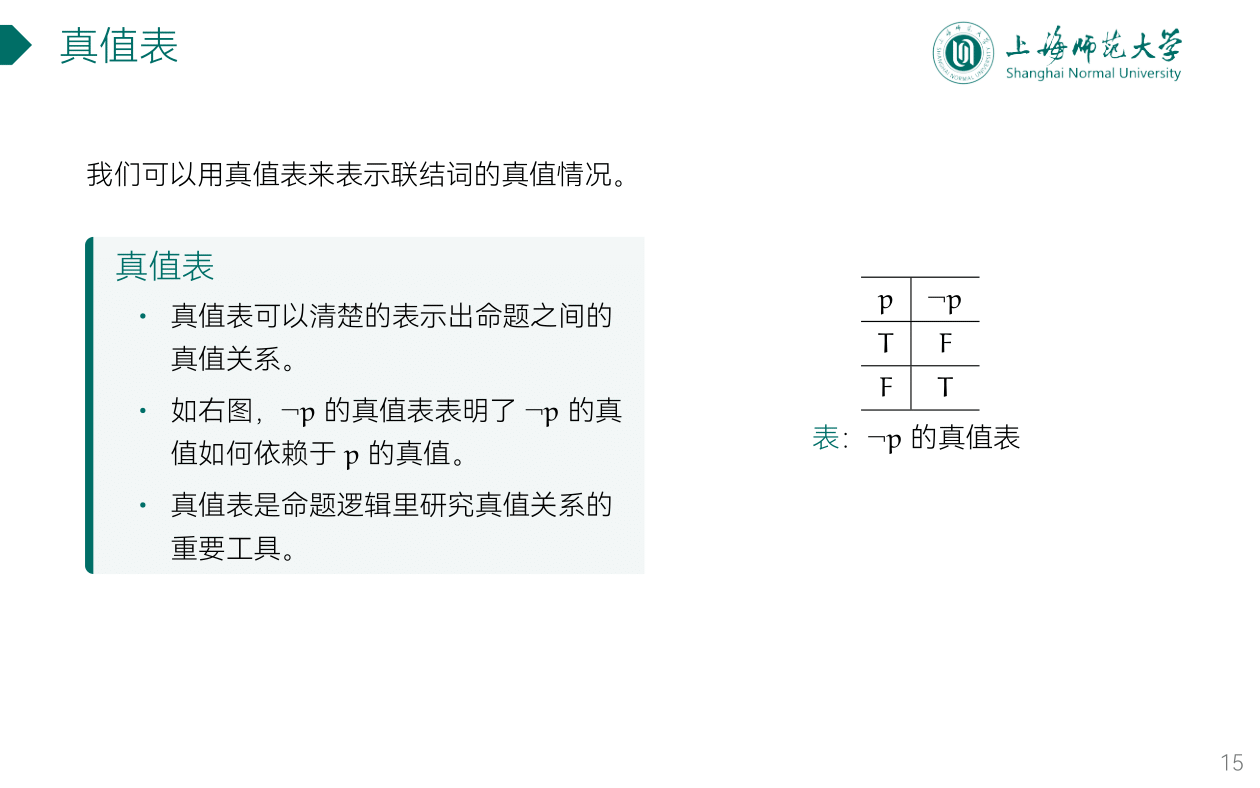 真值表
上海师范大学
Shanghai Normal University
我们可以用真值表来表示联结词的真值情况。
真值表
• 真值表可以清楚的表示出命题之间的
真值关系。
• 如右图，¬p 的真值表表明了 ¬p 的真
值如何依赖于 p 的真值。
• 真值表是命题逻辑里研究真值关系的
重要工具。
p ¬p
T F
F T
表：¬p 的真值表
15